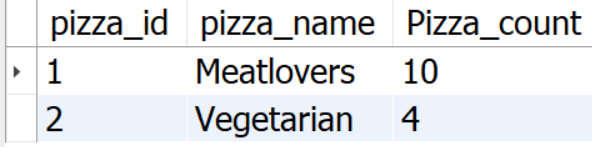 pizza_id pizza_name Pizza_count
1 Meatlovers 10
2 Vegetarian 4